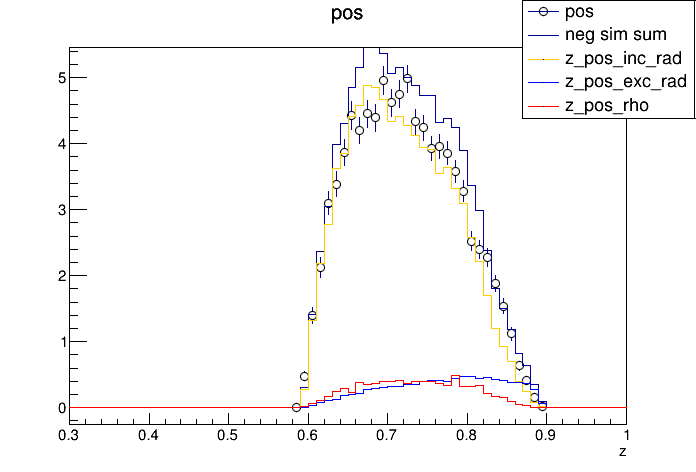 pos
pos
neg sim sum
z_pos_inc_rad
z_pos_exc_rad
z_pos_rho
5
4
3
2
1
0
0.3 0.4 0.5 0.6 0.7 0.8 0.9 1
z